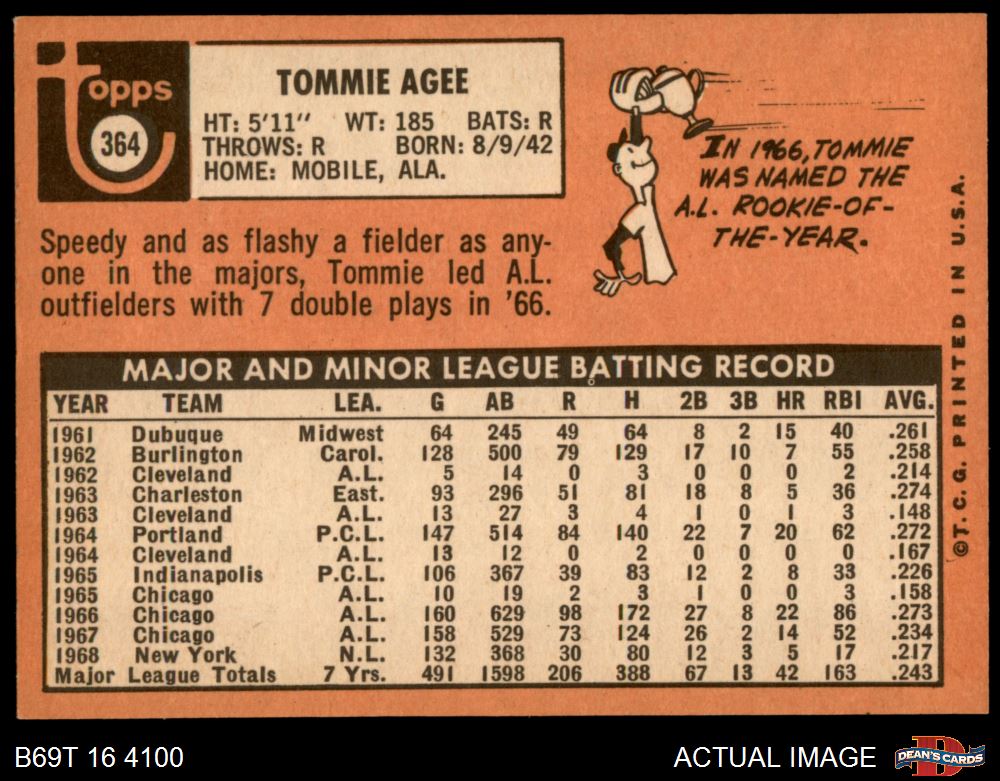 Topps
364
TOMMIE AGEE
HT: 5'11" WT: 185 BATS: R
THROWS: R BORN: 8/9/42
HOME: MOBILE, ALA.
IN 1966, TOMMIE
WAS NAMED THE
A.L. ROOKIE-OF-
THE-YEAR.
Speedy and as flashy a fielder as any-
one in the majors, Tommie led A.L.
outfielders with 7 double plays in '66.
MAJOR AND MINOR LEAGUE BATTING RECORD
YEAR TEAM LEA. G AB R H 2B 3B HR RBI AVG.
1961 Dubuque Midwest 64 245 49 64 8 2 15 40 .261
1962 Burlington Carol. 128 500 79 129 17 10 7 55 .258
1962 Cleveland A.L. 5 14 0 3 0 0 0 2 .214
1963 Charleston East. 93 296 51 81 18 8 5 36 .274
1963 Cleveland A.L. 13 27 3 4 1 0 1 3 .148
1964 Portland P.C.L. 147 514 84 140 22 7 20 62 .272
1964 Cleveland A.L. 13 12 0 2 0 0 0 0 .167
1965 Indianapolis P.C.L. 106 367 39 83 12 2 8 33 .226
1965 Chicago A.L. 10 19 2 3 1 0 0 3 .158
1966 Chicago A.L. 160 629 98 172 27 8 22 86 .273
1967 Chicago A.L. 158 529 73 124 26 2 14 52 .234
1968 New York N.L. 132 368 30 80 12 3 5 17 .217
Major League Totals 7 Yrs. 491 1598 206 388 67 13 42 163 .243
©T.C.G. PRINTED IN U.S.A.
B69T 16 4100
ACTUAL IMAGE
DEAN'S CARDS